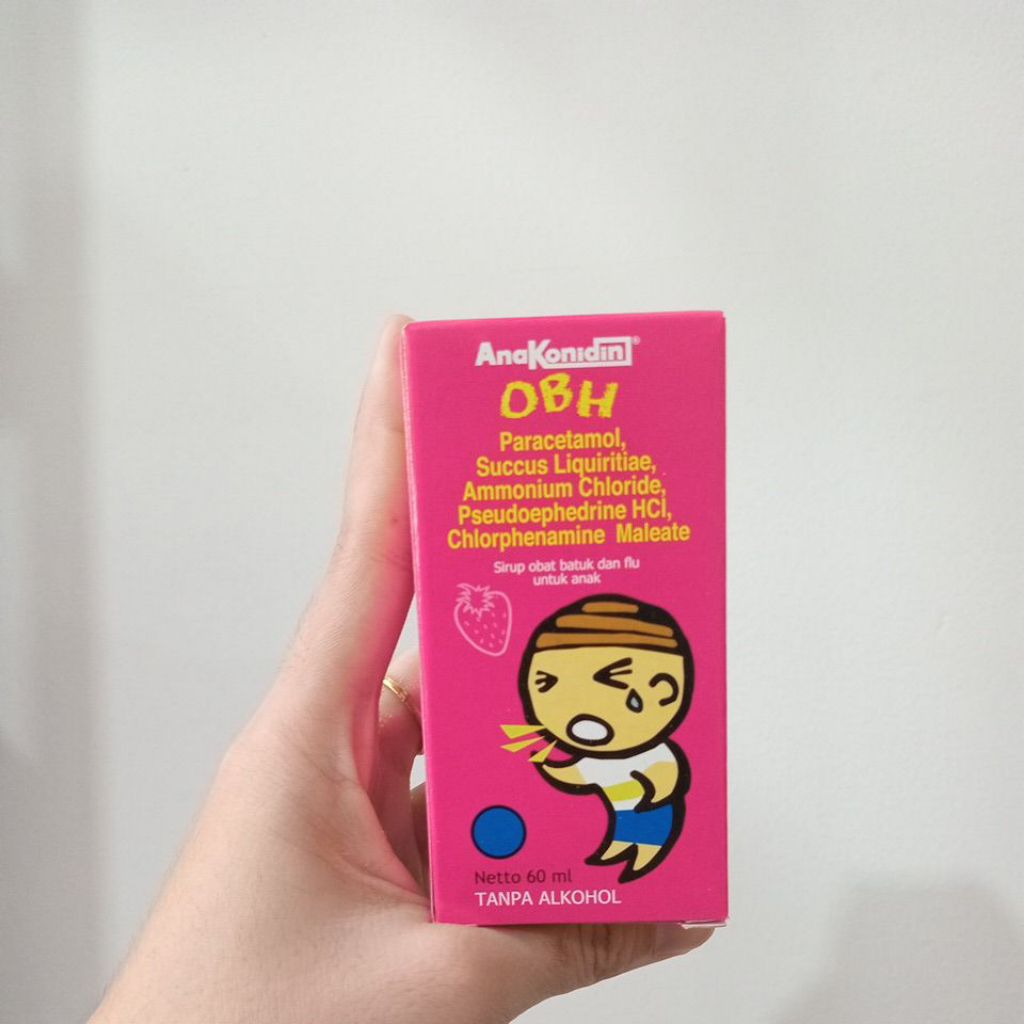 AnaKonidin®
OBH
Paracetamol,
Succus Liquiritiae,
Ammonium Chloride,
Pseudoephedrine HCl,
Chlorphenamine Maleate
Sirup obat batuk dan flu
untuk anak
Netto 60 ml
TANPA ALKOHOL